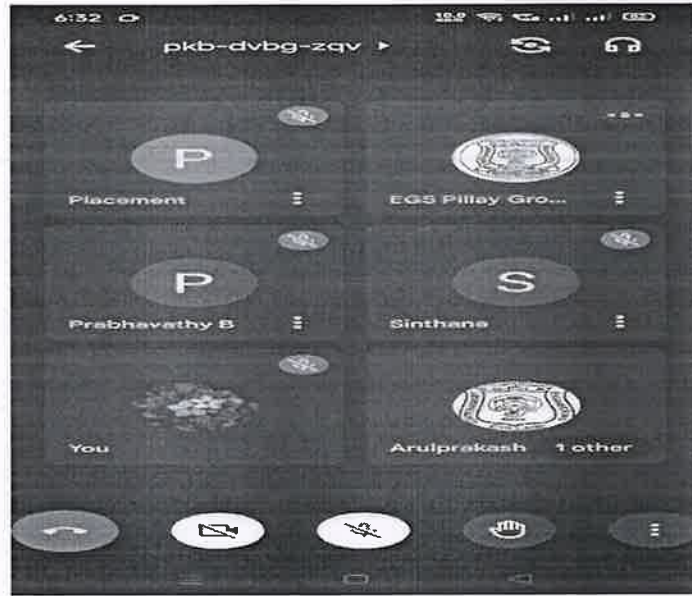 6:32
pkb-dvbg-zqv
P
Placement
EGS Pillay Gro...
P
Prabhavathy B
S
Sinthana
You
Arulprakash 1 other